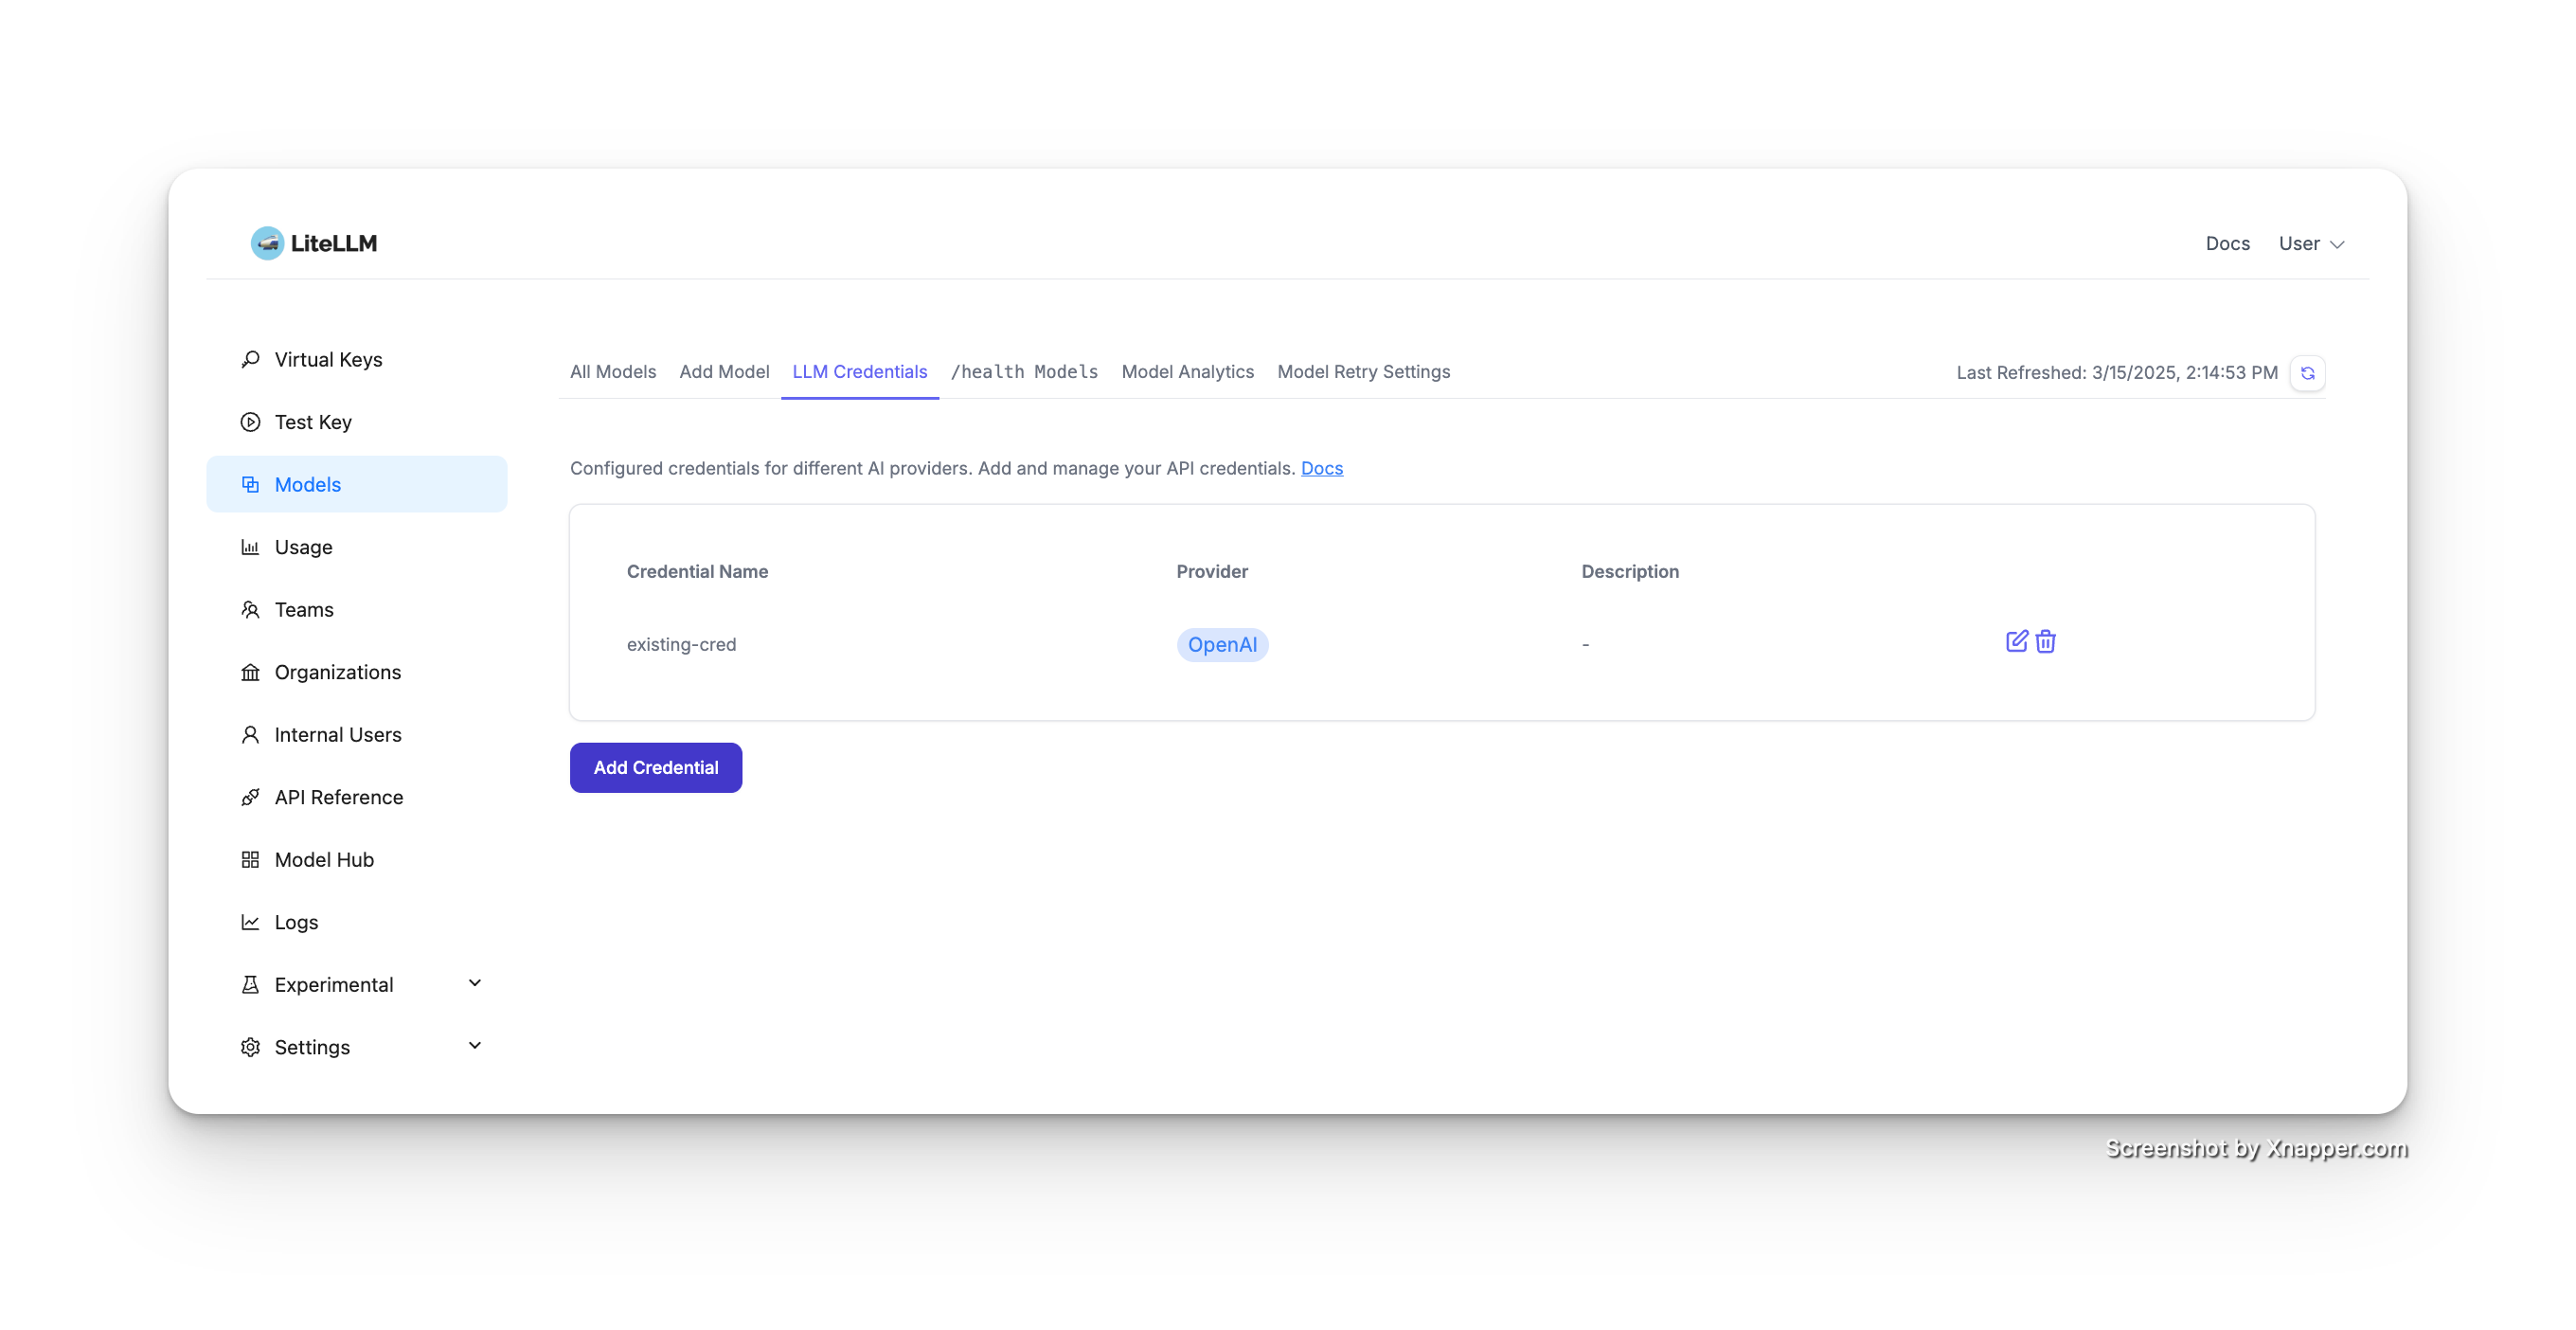 LiteLLM
Docs User
Virtual Keys
Test Key
Models
Usage
Teams
Organizations
Internal Users
API Reference
Model Hub
Logs
Experimental
Settings
All Models Add Model LLM Credentials /health Models Model Analytics Model Retry Settings Last Refreshed: 3/15/2025, 2:14:53 PM
Configured credentials for different AI providers. Add and manage your API credentials. Docs
Credential Name Provider Description
existing-cred OpenAI -
Add Credential
Screenshot by Xnapper.com